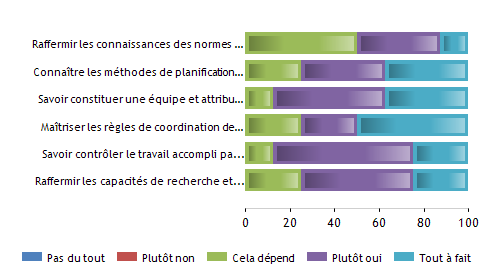 Raffermir les connaissances des normes ...
Connaître les méthodes de planification...
Savoir constituer une équipe et attribu...
Maîtriser les règles de coordination de...
Savoir contrôler le travail accompli pa...
Raffermir les capacités de recherche et...
0 20 40 60 80 100
Pas du tout Plutôt non Cela dépend Plutôt oui Tout à fait